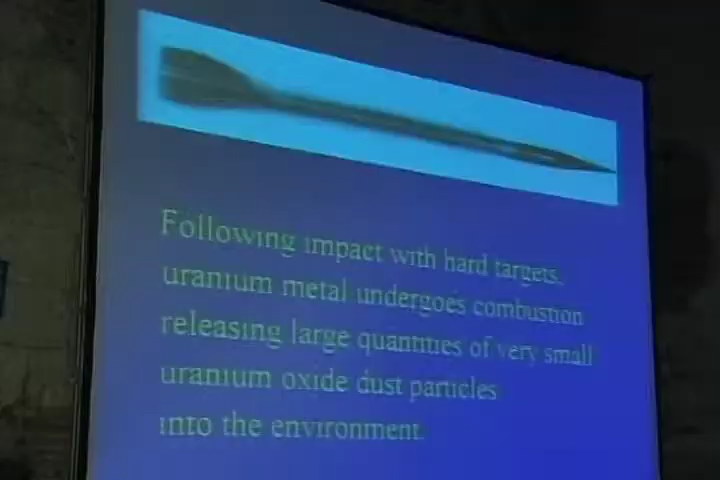 Following impact with hard targets,
uranium metal undergoes combustion
releasing large quantities of very small
uranium oxide dust particles
into the environment.